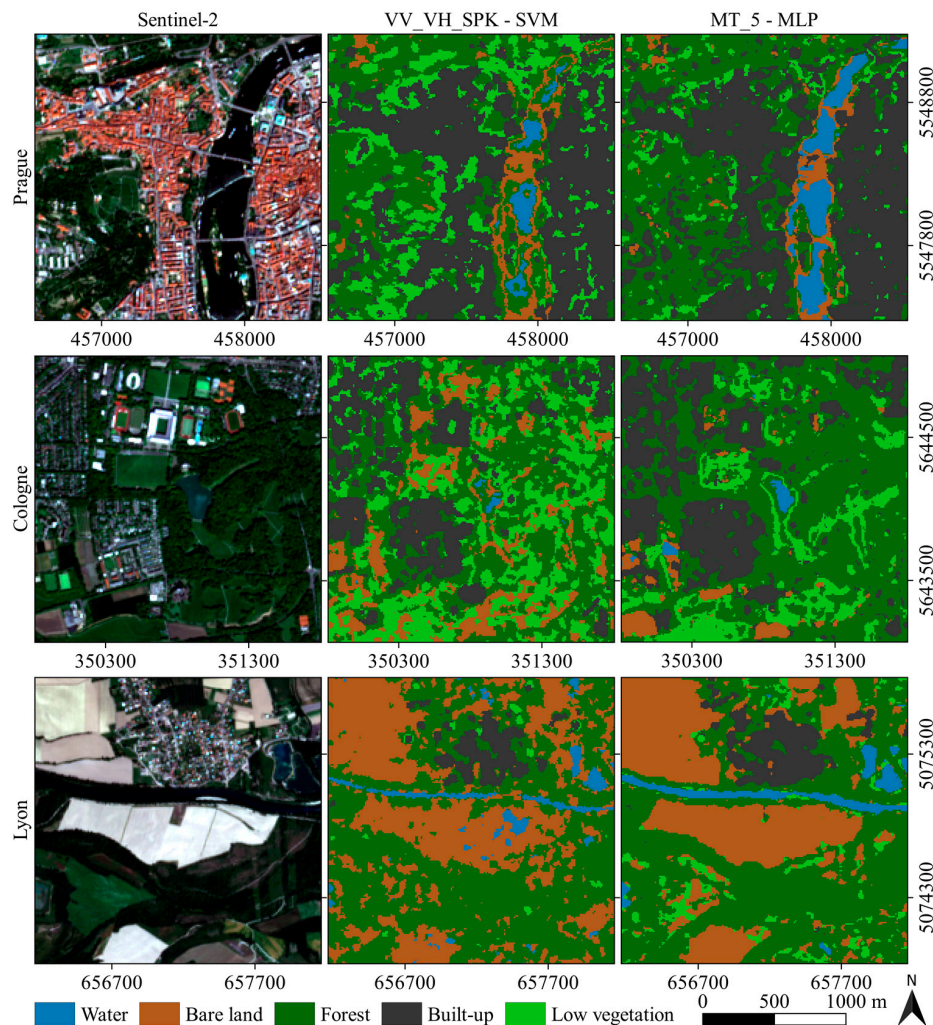 Sentinel-2 VV_VH_SPK - SVM MT_5 - MLP
Prague
5548800
5547800
457000 458000 457000 458000 457000 458000
Cologne
5644500
5643500
350300 351300 350300 351300 350300 351300
Lyon
5075300
5074300
656700 657700 656700 657700 656700 657700
Water Bare land Forest Built-up Low vegetation 0 500 1000 m N